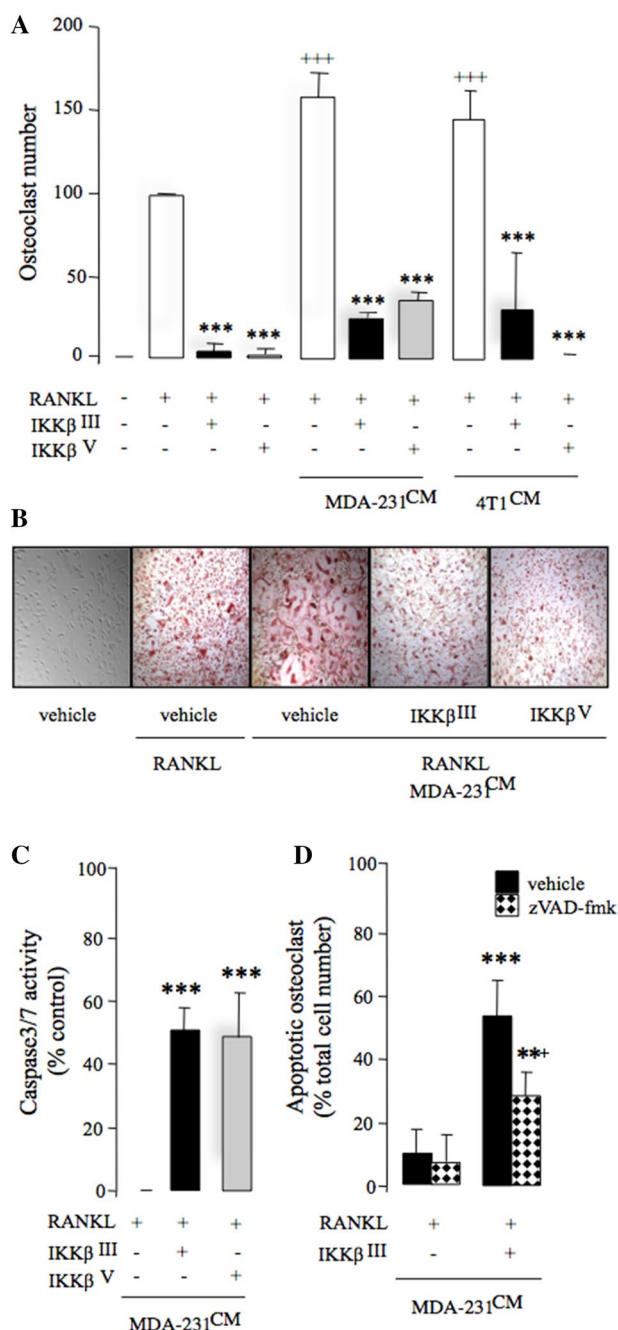 A
200
+++
+++
150
Osteoclast number
100
50
***
***
***
***
***
***
0
RANKL - + + + + + + + + +
IKKβ III - - + - - + - - + -
IKKβ V - - - + - - + - - +
MDA-231CM
4T1CM
B
vehicle vehicle vehicle IKKβIII IKKβV
RANKL
RANKL
MDA-231CM
C
100
80
Caspase3/7 activity
(% control)
60
40
20
0
***
***
RANKL + + +
IKKβ III - + -
IKKβ V - - +
MDA-231CM
D
100
80
Apoptotic osteoclast
(% total cell number)
60
40
20
0
vehicle
zVAD-fmk
***
**+
RANKL + +
IKKβ III - +
MDA-231CM